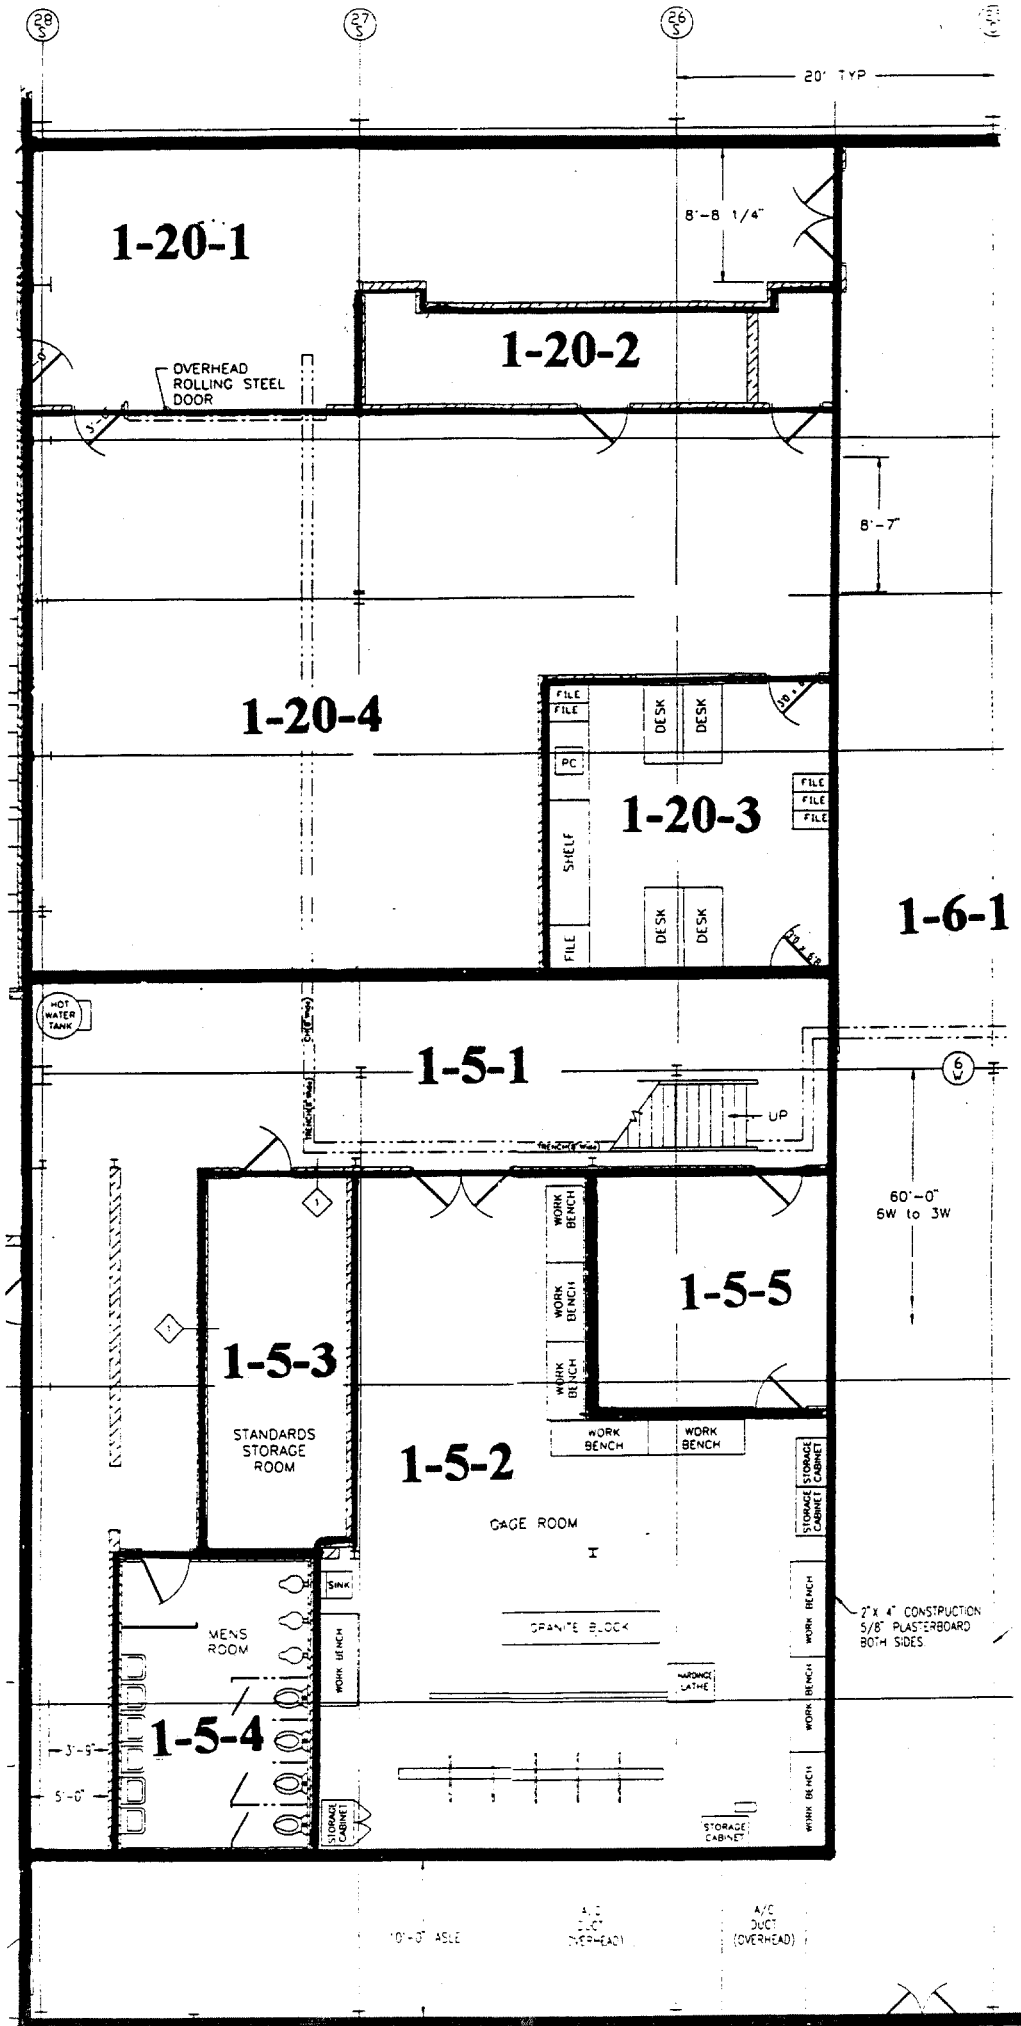 28
S
27
S
26
S
20' TYP
8'-8 1/4"
1-20-1
1-20-2
OVERHEAD
ROLLING STEEL
DOOR
8'-7"
1-20-4
FILE
FILE
DESK
DESK
PC
FILE
FILE
FILE
1-20-3
SHELF
DESK
DESK
FILE
1-6-1
HOT
WATER
TANK
1-5-1
6
W
UP
60'-0"
6W to 3W
WORK
BENCH
WORK
BENCH
WORK
BENCH
1-5-5
1
1
1-5-3
STANDARDS
STORAGE
ROOM
WORK
BENCH
WORK
BENCH
1-5-2
STORAGE
CABINET
STORAGE
CABINET
GAGE ROOM
SINK
MENS
ROOM
WORK BENCH
GRANITE BLOCK
WORK BENCH
2" X 4" CONSTRUCTION
5/8" PLASTERBOARD
BOTH SIDES
HARDINGE
LATHE
WORK BENCH
1-5-4
3'-9"
5'-0"
STORAGE
CABINET
STORAGE
CABINET
WORK BENCH
A/C
DUCT
(OVERHEAD)